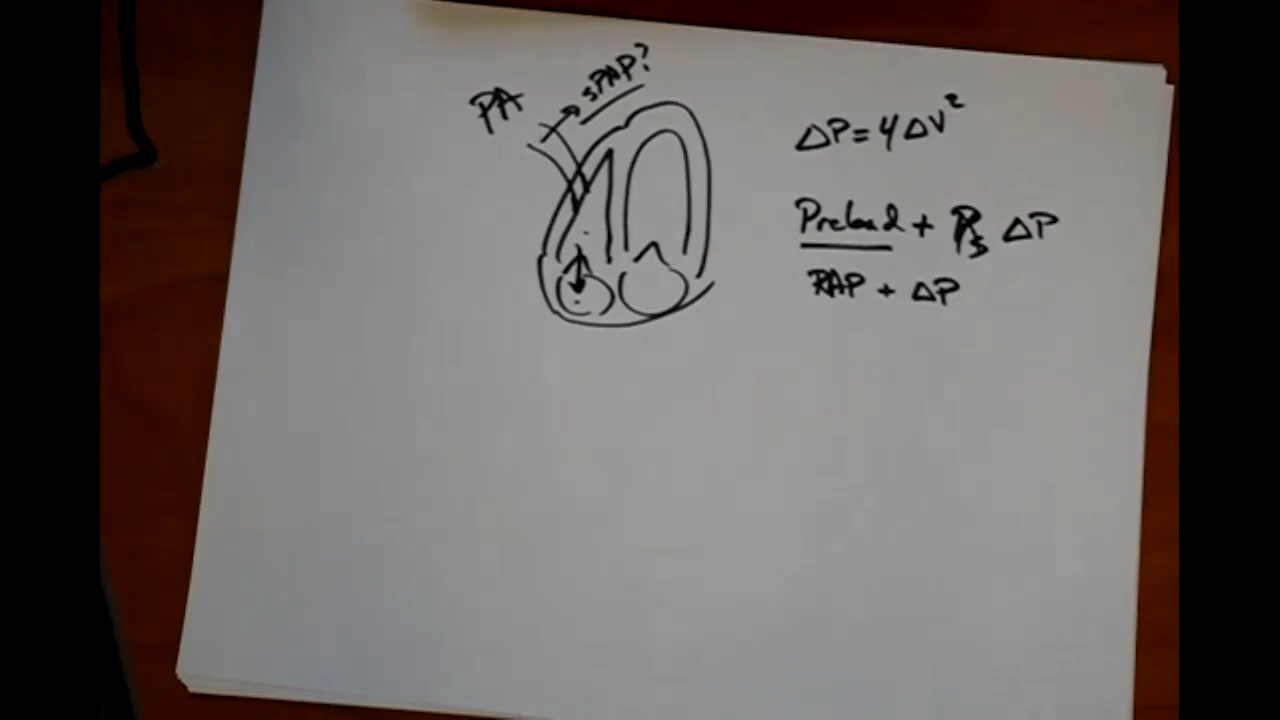 PA
sPAP?
ΔP = 4ΔV²
Preload + ΔP
RAP + ΔP